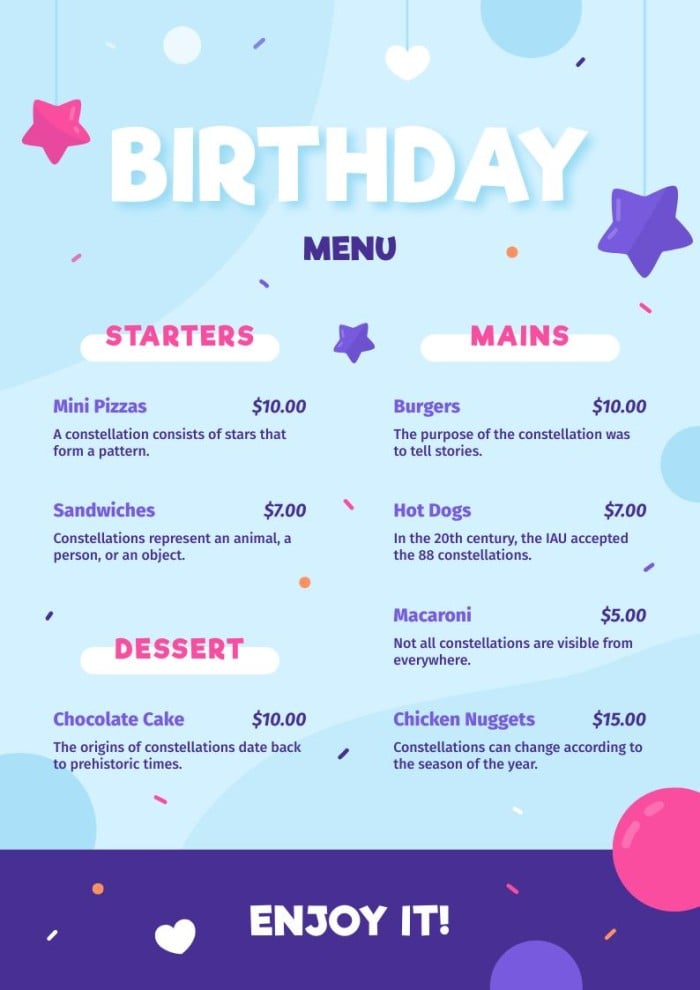 BIRTHDAY
MENU
STARTERS
Mini Pizzas $10.00
A constellation consists of stars that
form a pattern.
Sandwiches $7.00
Constellations represent an animal, a
person, or an object.
DESSERT
Chocolate Cake $10.00
The origins of constellations date back
to prehistoric times.
MAINS
Burgers $10.00
The purpose of the constellation was
to tell stories.
Hot Dogs $7.00
In the 20th century, the IAU accepted
the 88 constellations.
Macaroni $5.00
Not all constellations are visible from
everywhere.
Chicken Nuggets $15.00
Constellations can change according to
the season of the year.
ENJOY IT!